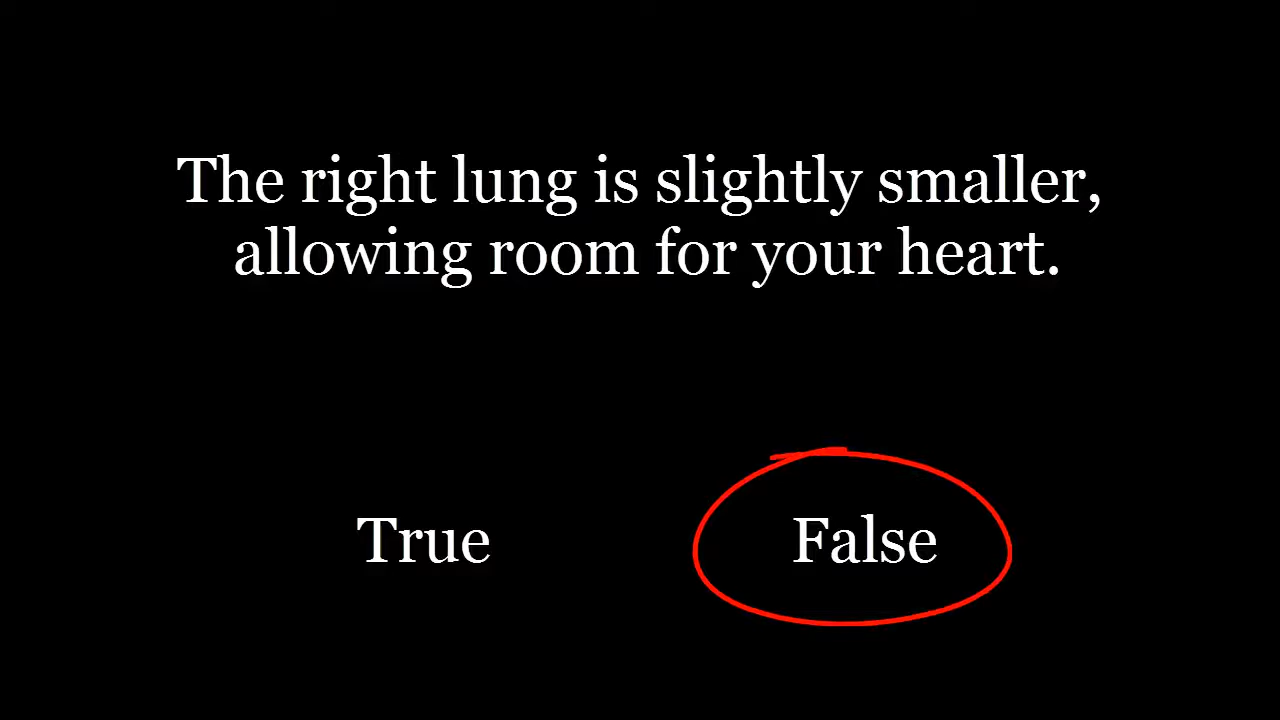 The right lung is slightly smaller,
allowing room for your heart.
True False